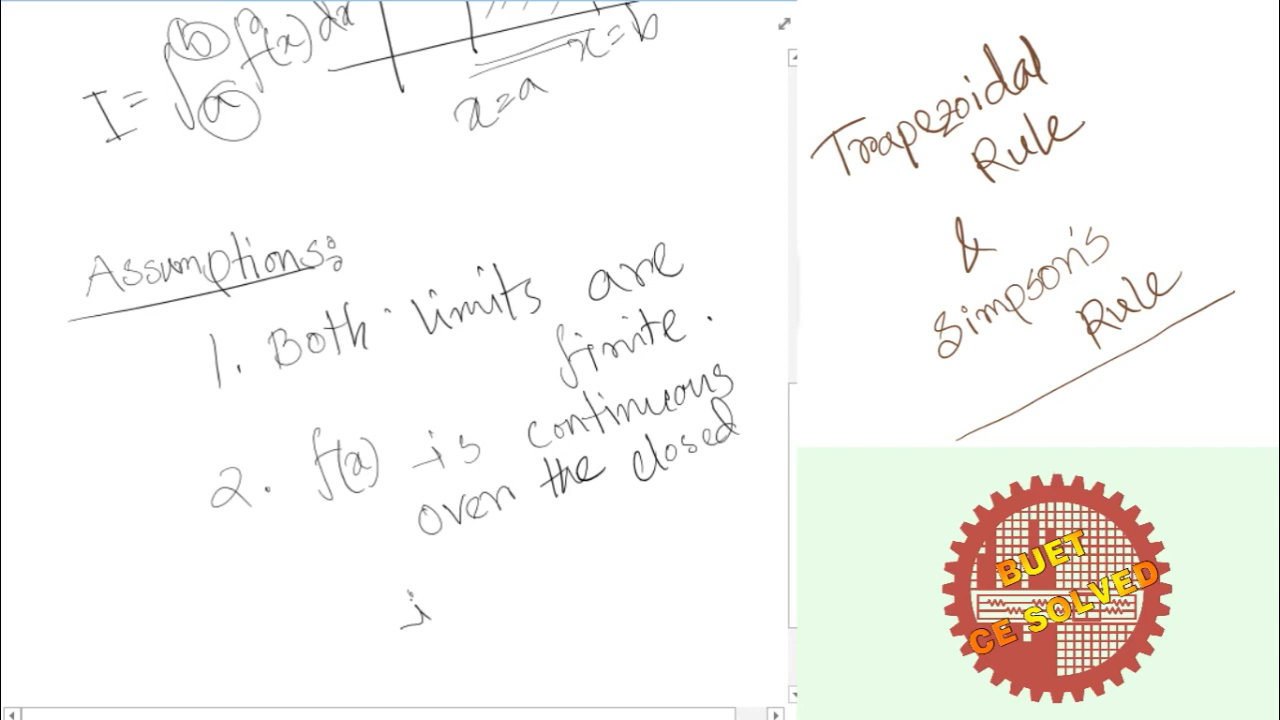 I = ∫ₐᵇ f(x) dx
x=a x=b
Assumptions:
1. Both limits are
finite.
2. f(x) is continuous
over the closed
i
Trapezoidal
Rule
&
Simpson's
Rule
BUET
CE SOLVED